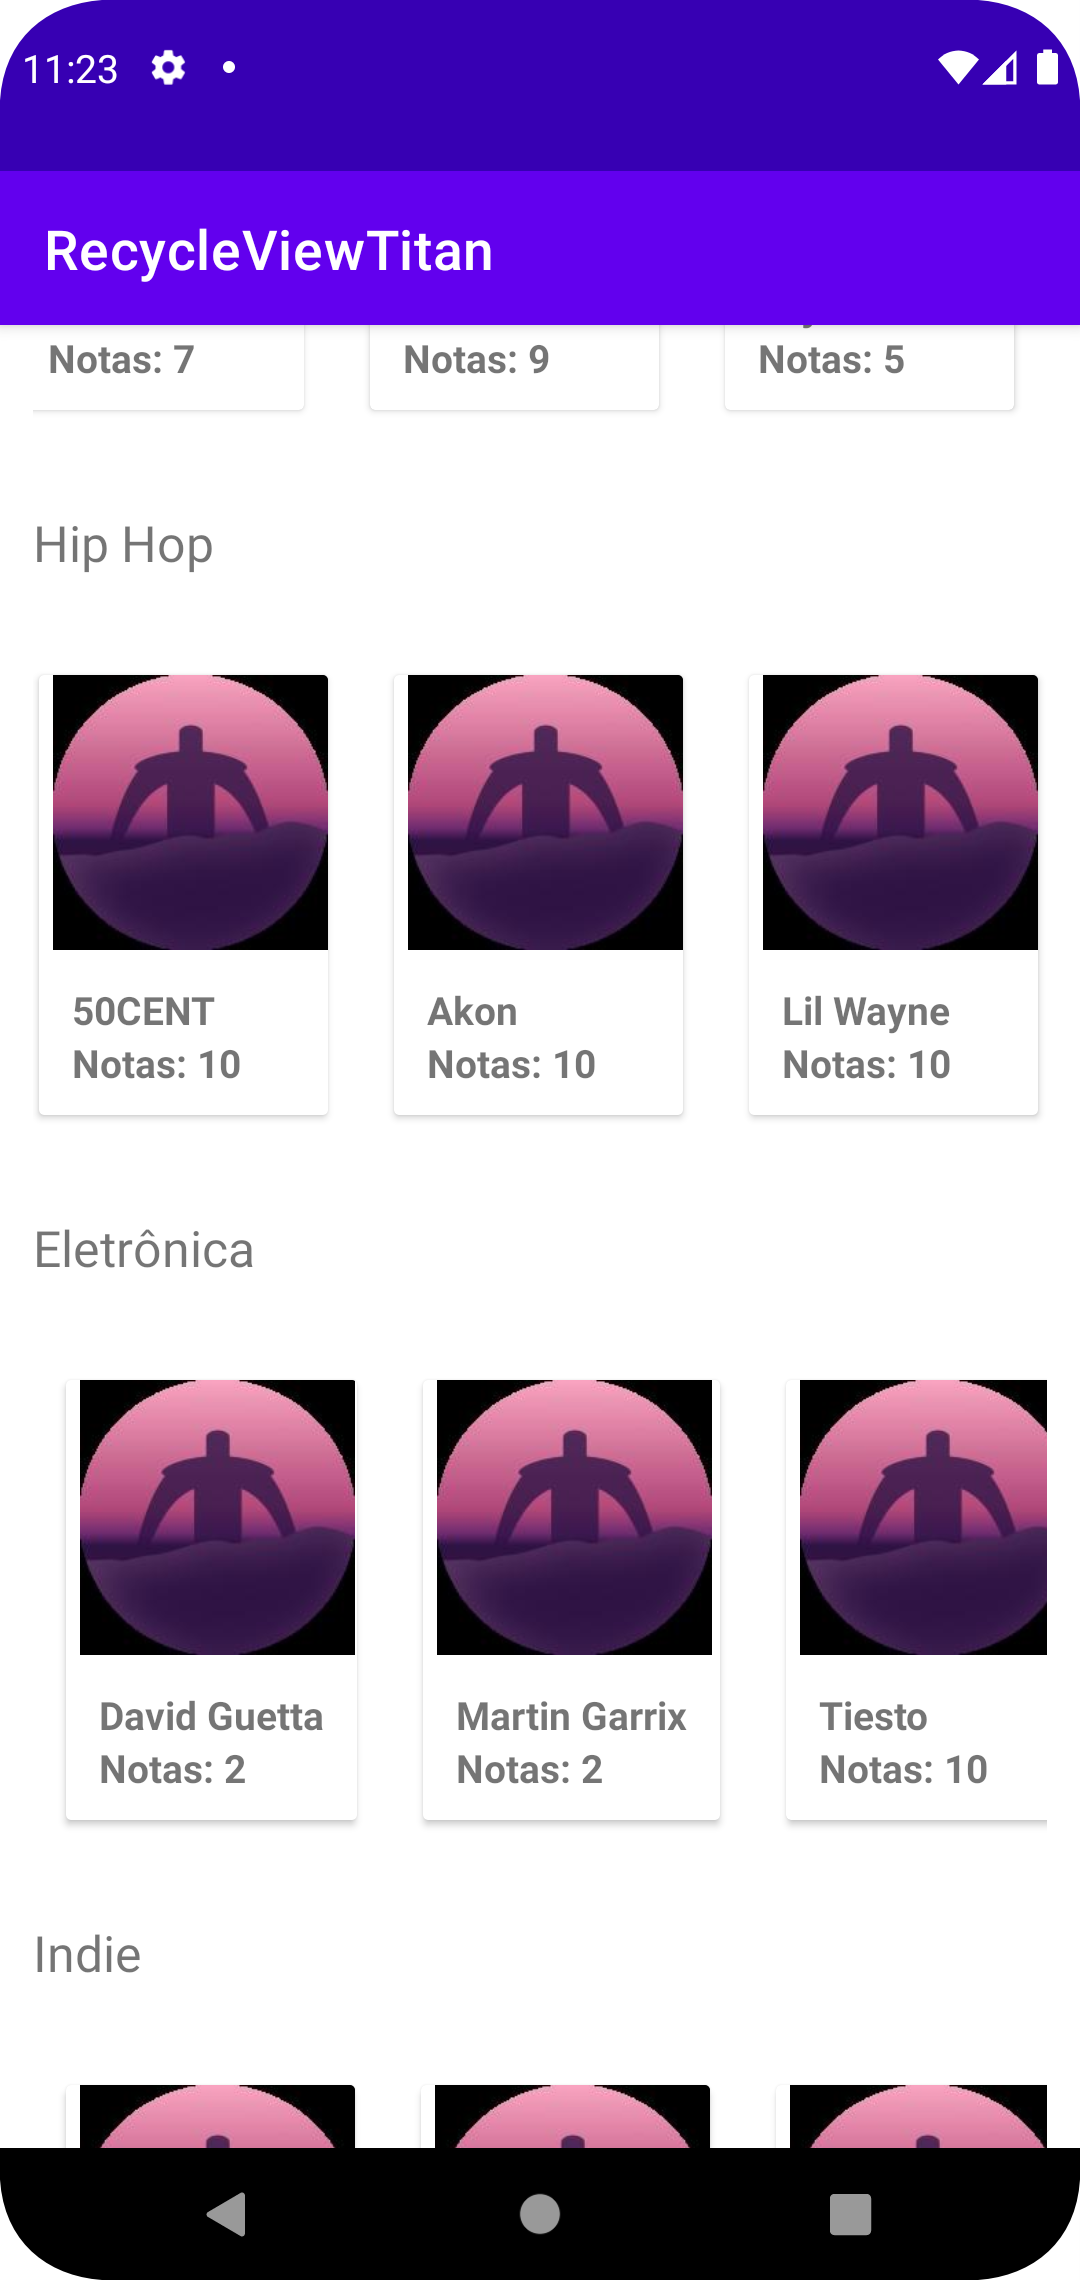 11:23
RecycleViewTitan
Notas: 7
Notas: 9
Notas: 5
Hip Hop
50CENT
Notas: 10
Akon
Notas: 10
Lil Wayne
Notas: 10
Eletrônica
David Guetta
Notas: 2
Martin Garrix
Notas: 2
Tiesto
Notas: 10
Indie